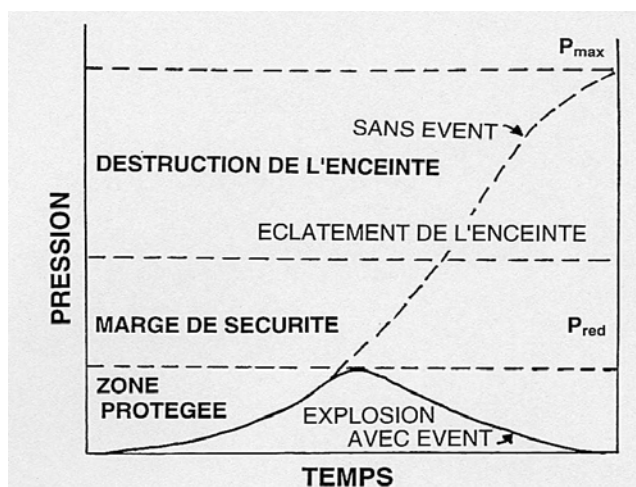 Pmax
SANS EVENT
DESTRUCTION DE L'ENCEINTE
ECLATEMENT DE L'ENCEINTE
PRESSION
MARGE DE SECURITE
Pred
ZONE
PROTEGEE
EXPLOSION
AVEC EVENT
TEMPS